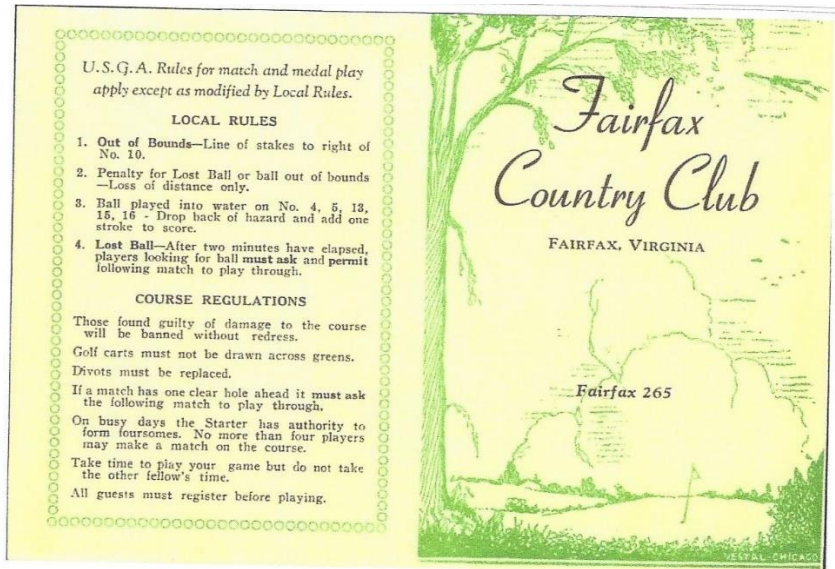 U.S.G.A. Rules for match and medal play
apply except as modified by Local Rules.
LOCAL RULES
1. Out of Bounds—Line of stakes to right of
No. 10.
2. Penalty for Lost Ball or ball out of bounds
—Loss of distance only.
3. Ball played into water on No. 4, 5, 13,
15, 16 - Drop back of hazard and add one
stroke to score.
4. Lost Ball—After two minutes have elapsed,
players looking for ball must ask and permit
following match to play through.
COURSE REGULATIONS
Those found guilty of damage to the course
will be banned without redress.
Golf carts must not be drawn across greens.
Divots must be replaced.
If a match has one clear hole ahead it must ask
the following match to play through.
On busy days the Starter has authority to
form foursomes. No more than four players
may make a match on the course.
Take time to play your game but do not take
the other fellow's time.
All guests must register before playing.
Fairfax
Country Club
FAIRFAX, VIRGINIA
Fairfax 265
VESTAL-CHICAGO